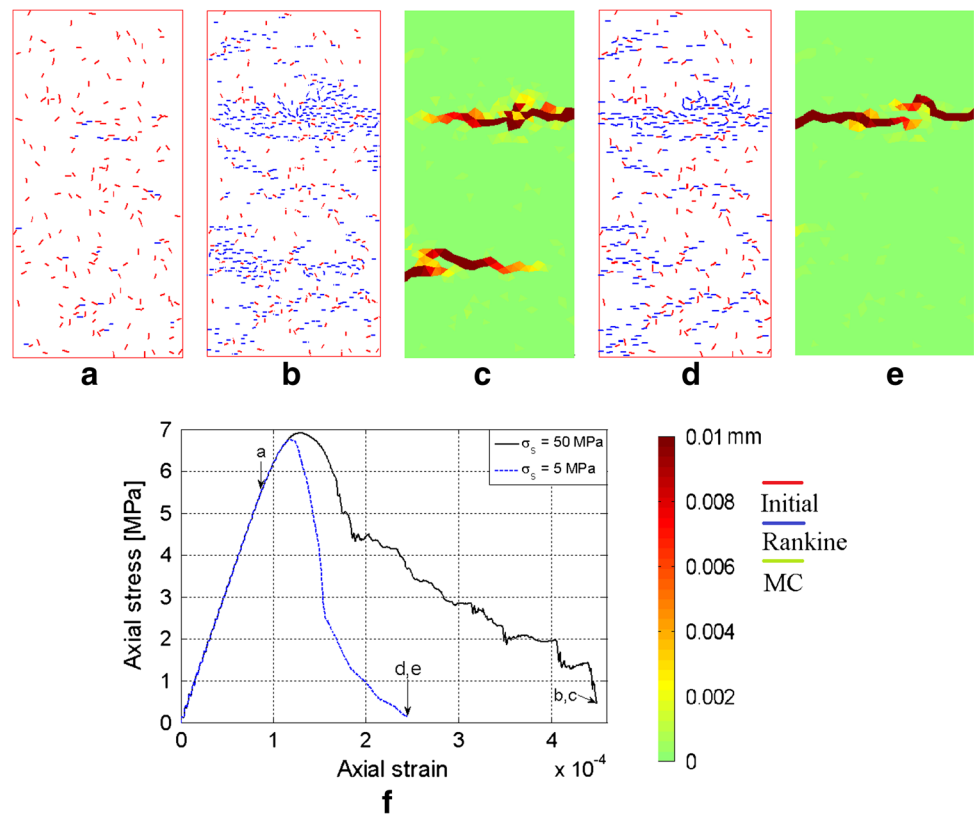 a b c d e
7
6
5
4
3
2
1
0
Axial stress [MPa]
a
d,e
b,c
σs = 50 MPa
σs = 5 MPa
0 1 2 3 4 5
x 10-4
Axial strain
f
0.01 mm
0.008
0.006
0.004
0.002
0
Initial
Rankine
MC